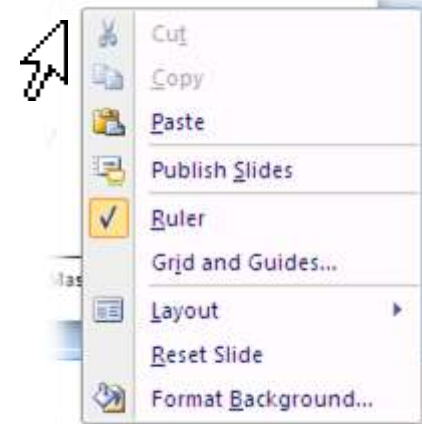 Cut
Copy
Paste
Publish Slides
Ruler
Grid and Guides...
Layout
Reset Slide
Format Background...